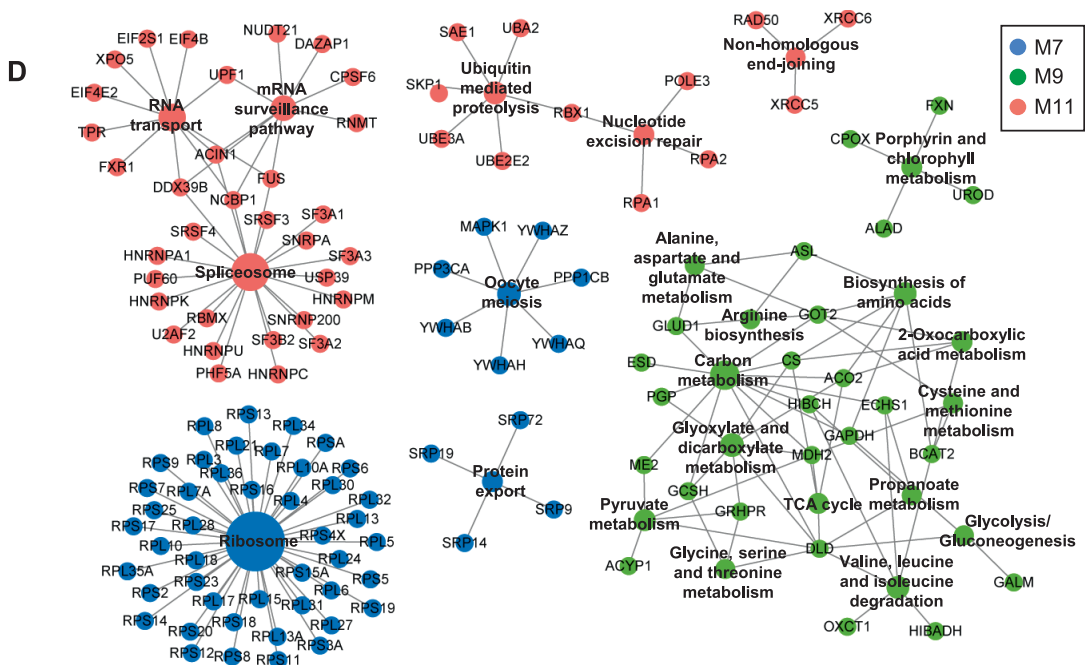 D
M7
M9
M11
EIF2S1
EIF4B
XPO5
EIF4E2
TPR
FXR1
RNA
transport
NUDT21
DAZAP1
UPF1
CPSF6
mRNA
surveillance
pathway
RNMT
ACIN1
DDX39B
NCBP1
FUS
SRSF4
SRSF3
SF3A1
SNRPA
HNRNPA1
SF3A3
PUF60
Spliceosome
USP39
HNRNPK
HNRNPM
RBMX
SNRNP200
U2AF2
SF3B2
SF3A2
HNRNPU
PHF5A
HNRNPC
SAE1
UBA2
Ubiquitin
mediated
proteolysis
SKP1
UBE3A
UBE2E2
RBX1
POLE3
Nucleotide
excision repair
RPA2
RPA1
RAD50
XRCC6
Non-homologous
end-joining
XRCC5
FXN
CPOX
Porphyrin and
chlorophyll
metabolism
UROD
ALAD
MAPK1
YWHAZ
PPP3CA
PPP1CB
Oocyte
meiosis
YWHAB
YWHAQ
YWHAH
SRP72
SRP19
Protein
export
SRP9
SRP14
RPS13
RPL8
RPL34
RPL21
RPL7
RPSA
RPS9
RPL3
RPL36
RPL10A
RPS6
RPS7
RPL7A
RPS16
RPL4
RPL30
RPL32
RPS25
RPS17
RPL28
RPL13
RPL10
Ribosome
RPS4X
RPL5
RPL35A
RPL18
RPL24
RPS2
RPS23
RPS15A
RPS5
RPL6
RPS14
RPL17
RPL15
RPL31
RPS19
RPS20
RPS18
RPL27
RPL13A
RPS3A
RPS12
RPS8
RPS11
Alanine,
aspartate and
glutamate
metabolism
ASL
Biosynthesis of
amino acids
GLUD1
Arginine
biosynthesis
GOT2
2-Oxocarboxylic
acid metabolism
ESD
Carbon
metabolism
CS
ACO2
PGP
HIBCH
ECHS1
Cysteine and
methionine
metabolism
Glyoxylate and
dicarboxylate
metabolism
GAPDH
MDH2
BCAT2
ME2
GCSH
GRHPR
TCA cycle
Propanoate
metabolism
Pyruvate
metabolism
DLD
Glycolysis/
Gluconeogenesis
ACYP1
Glycine, serine
and threonine
metabolism
Valine, leucine
and isoleucine
degradation
GALM
OXCT1
HIBADH